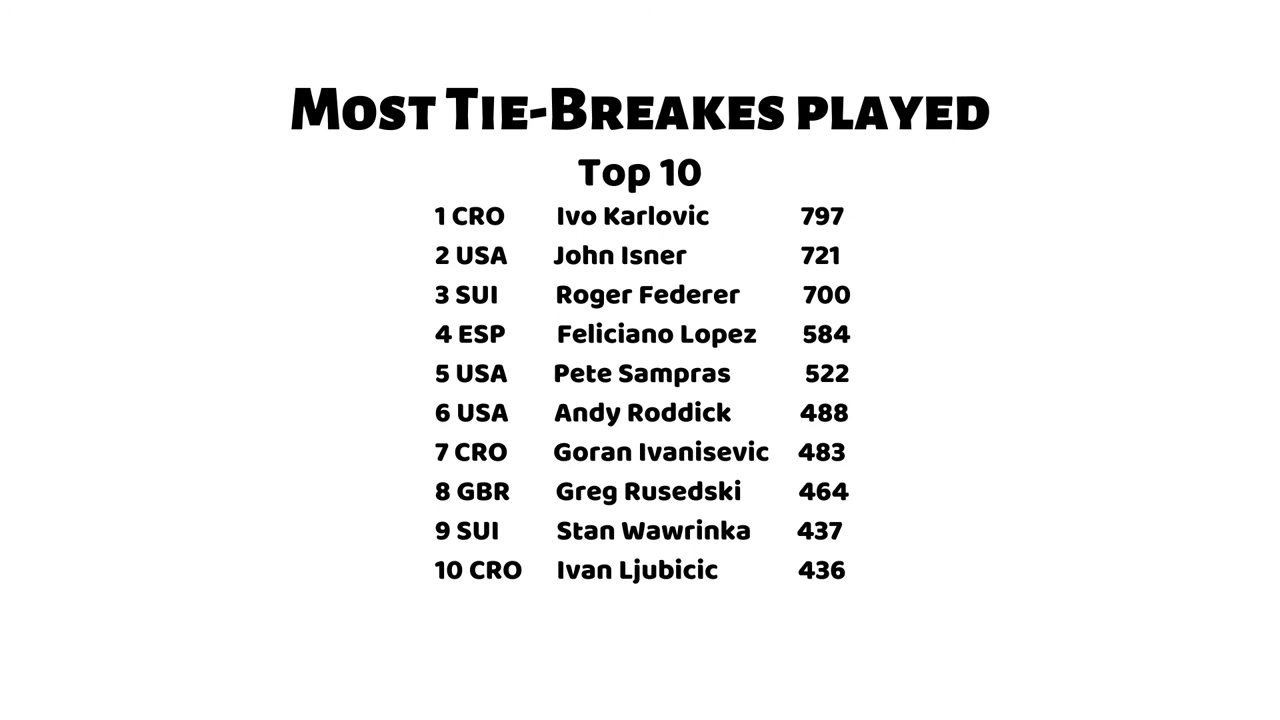 Most Tie-Breakes played
Top 10
1 CRO Ivo Karlovic 797
2 USA John Isner 721
3 SUI Roger Federer 700
4 ESP Feliciano Lopez 584
5 USA Pete Sampras 522
6 USA Andy Roddick 488
7 CRO Goran Ivanisevic 483
8 GBR Greg Rusedski 464
9 SUI Stan Wawrinka 437
10 CRO Ivan Ljubicic 436